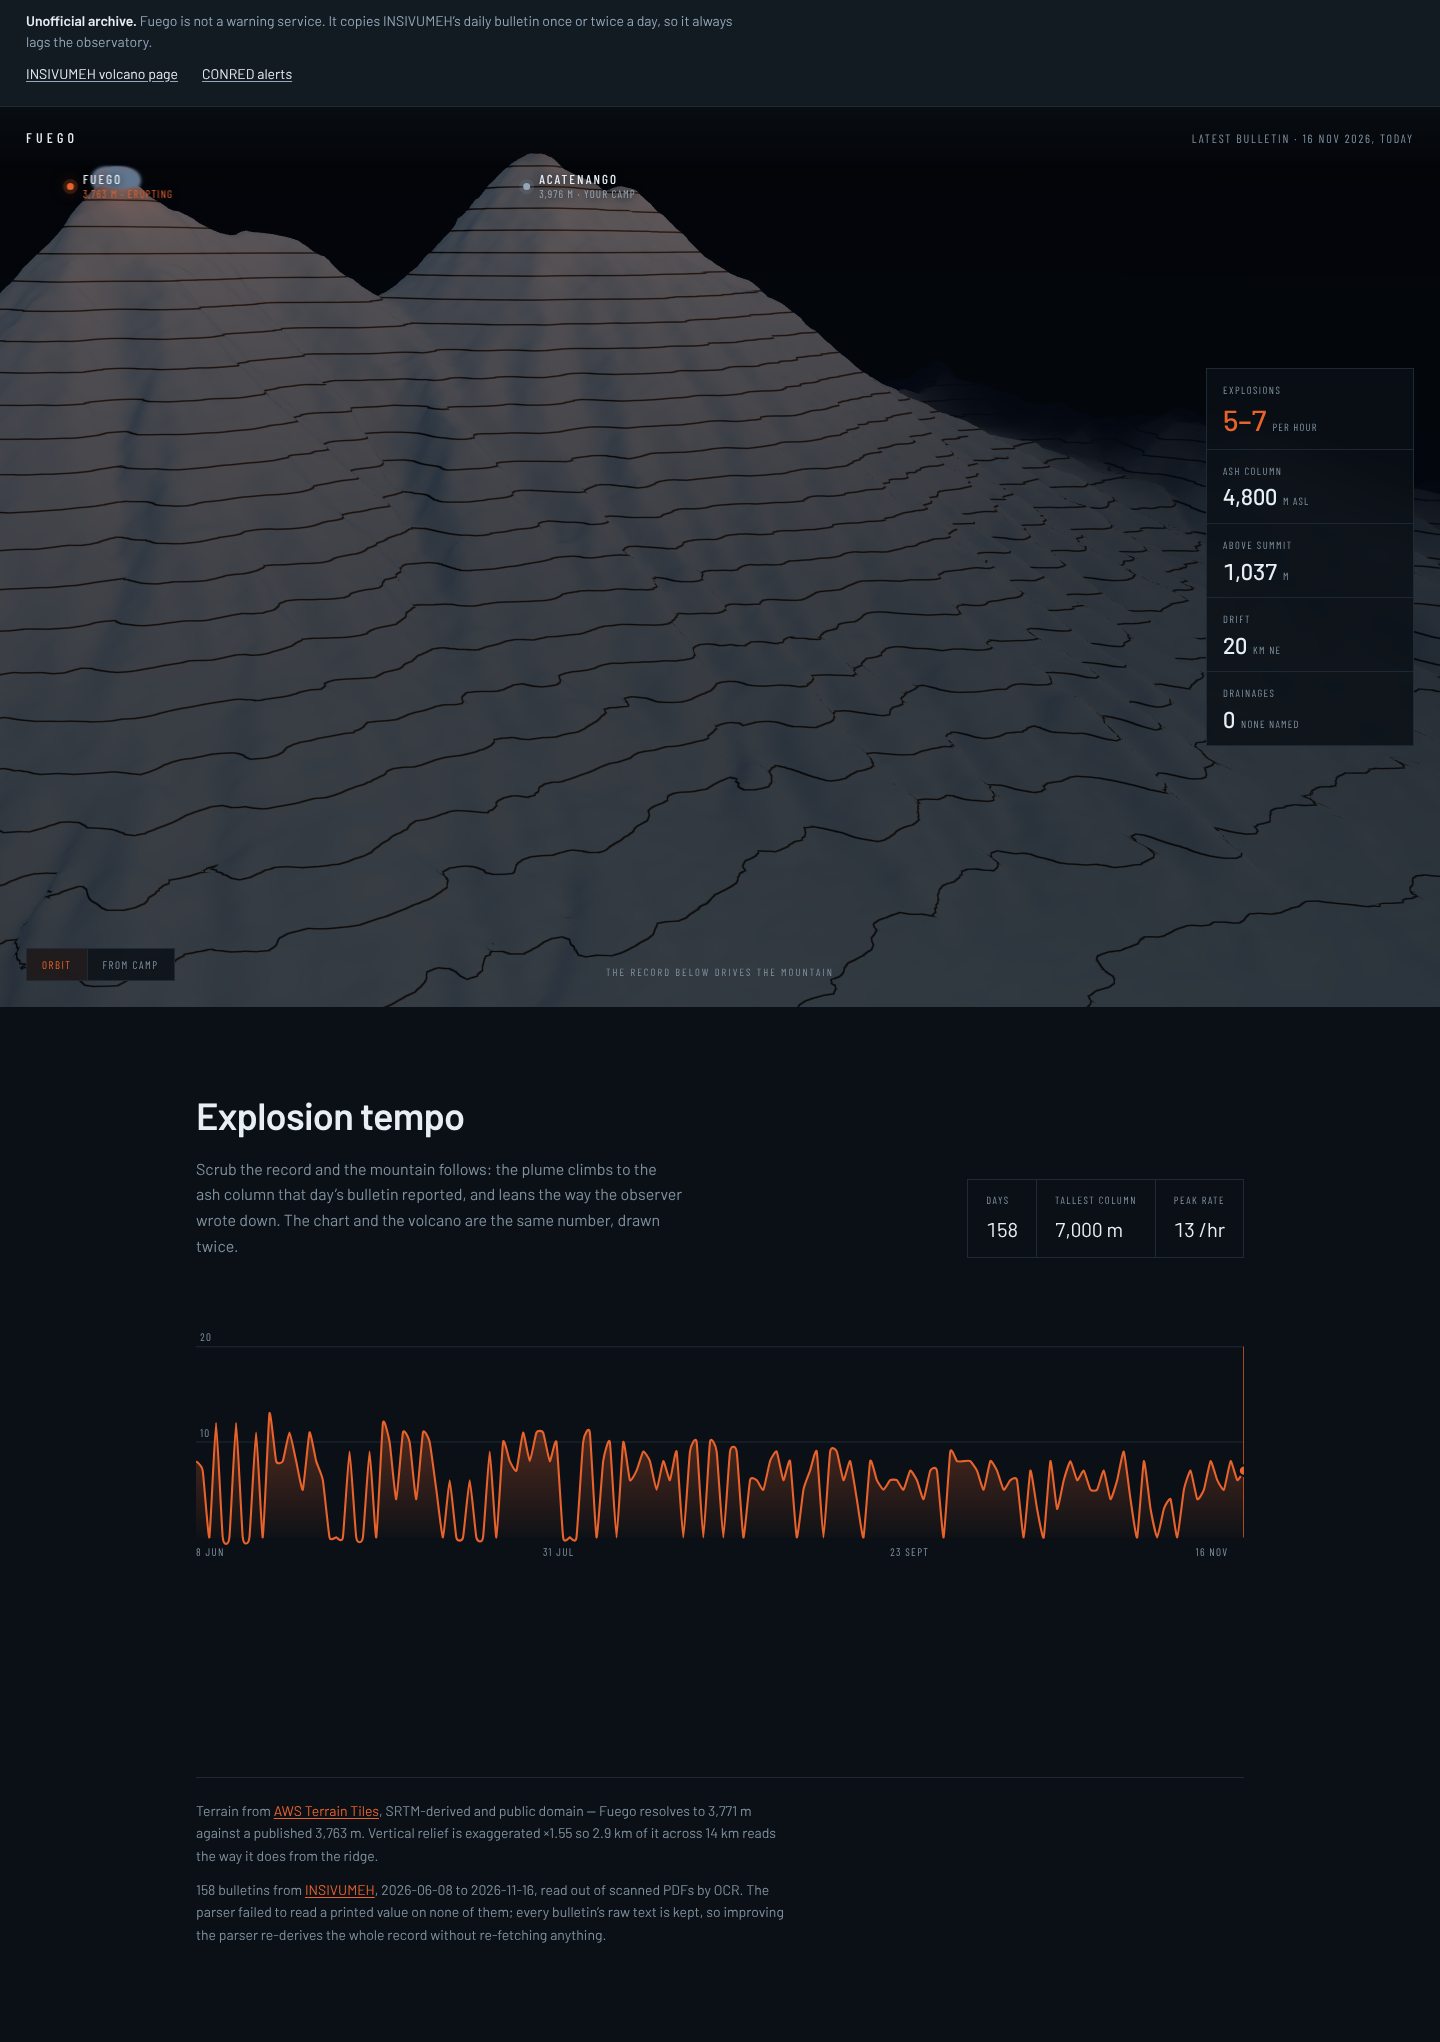 Unofficial archive. Fuego is not a warning service. It copies INSIVUMEH's daily bulletin once or twice a day, so it always
lags the observatory.
INSIVUMEH volcano page CONRED alerts
FUEGO
LATEST BULLETIN · 16 NOV 2026, TODAY
FUEGO
3,763 M · ERUPTING
ACATENANGO
3,976 M · YOUR CAMP
EXPLOSIONS
5–7 PER HOUR
ASH COLUMN
4,800 M ASL
ABOVE SUMMIT
1,037 M
DRIFT
20 KM NE
DRAINAGES
0 NONE NAMED
ORBIT FROM CAMP
THE RECORD BELOW DRIVES THE MOUNTAIN
Explosion tempo
Scrub the record and the mountain follows: the plume climbs to the
ash column that day's bulletin reported, and leans the way the observer
wrote down. The chart and the volcano are the same number, drawn
twice.
DAYS
158
TALLEST COLUMN
7,000 m
PEAK RATE
13 /hr
20
10
8 JUN 31 JUL 23 SEPT 16 NOV
Terrain from AWS Terrain Tiles, SRTM-derived and public domain — Fuego resolves to 3,771 m
against a published 3,763 m. Vertical relief is exaggerated ×1.55 so 2.9 km of it across 14 km reads
the way it does from the ridge.
158 bulletins from INSIVUMEH, 2026-06-08 to 2026-11-16, read out of scanned PDFs by OCR. The
parser failed to read a printed value on none of them; every bulletin's raw text is kept, so improving
the parser re-derives the whole record without re-fetching anything.